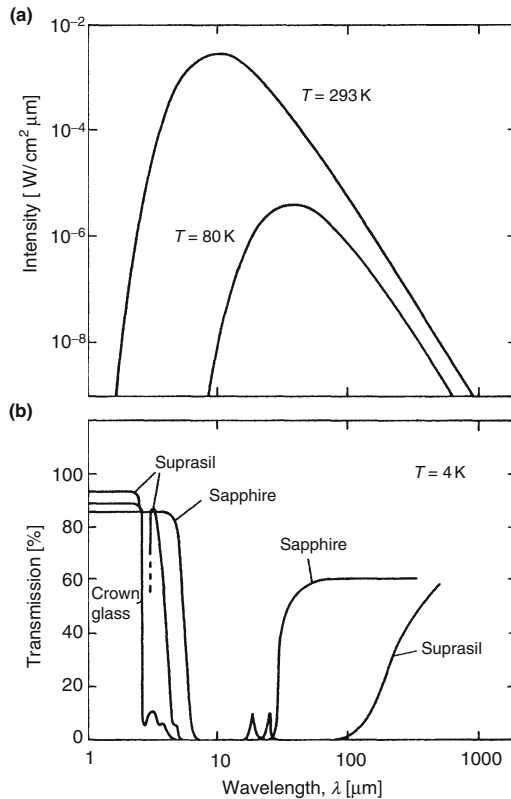 (a)
10⁻²
10⁻⁴
10⁻⁶
10⁻⁸
Intensity [ W/ cm² μm]
T = 293 K
T = 80 K
(b)
100
80
60
40
20
0
Transmission [%]
T = 4 K
Suprasil
Sapphire
Crown
glass
Sapphire
Suprasil
1
10
100
1000
Wavelength, λ [μm]